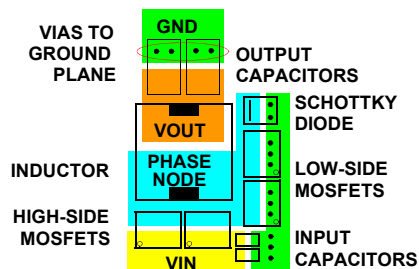 GND
VIAS TO
GROUND
PLANE
OUTPUT
CAPACITORS
SCHOTTKY
DIODE
VOUT
INDUCTOR
PHASE
NODE
LOW-SIDE
MOSFETS
HIGH-SIDE
MOSFETS
INPUT
CAPACITORS
VIN